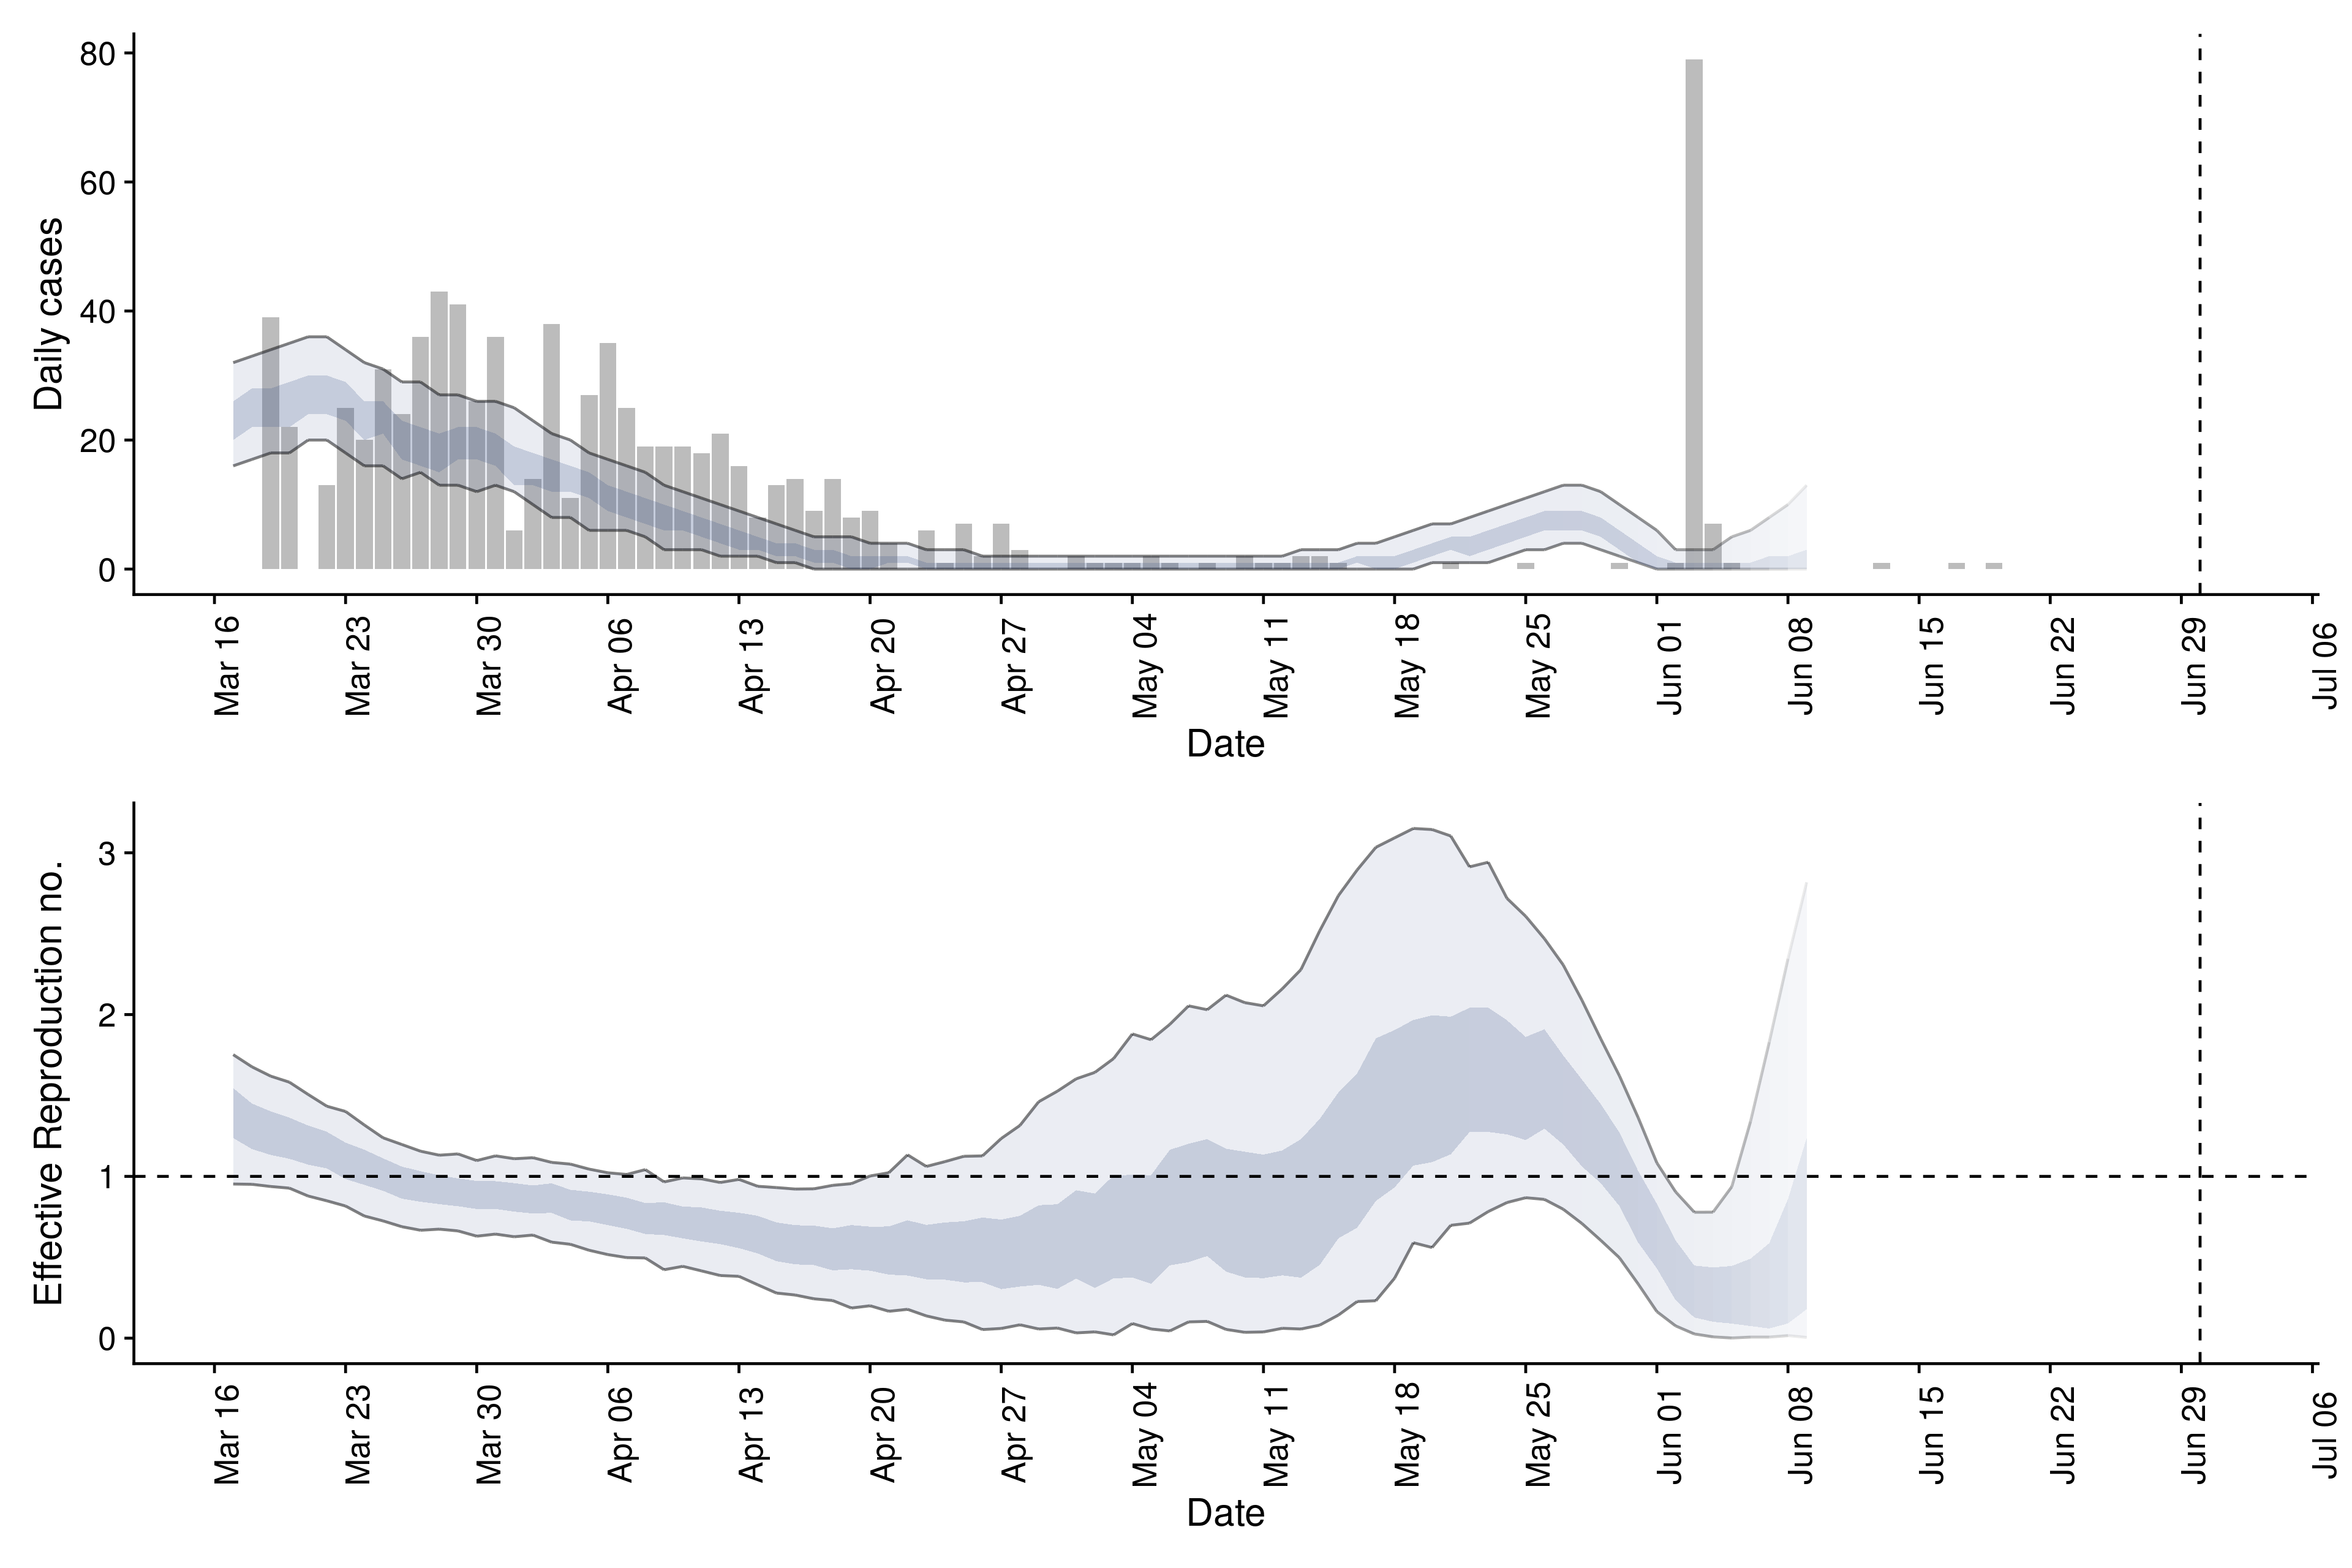 Daily cases
80
60
40
20
0
Mar 16
Mar 23
Mar 30
Apr 06
Apr 13
Apr 20
Apr 27
May 04
May 11
May 18
May 25
Jun 01
Jun 08
Jun 15
Jun 22
Jun 29
Jul 06
Date
Effective Reproduction no.
3
2
1
0
Mar 16
Mar 23
Mar 30
Apr 06
Apr 13
Apr 20
Apr 27
May 04
May 11
May 18
May 25
Jun 01
Jun 08
Jun 15
Jun 22
Jun 29
Jul 06
Date